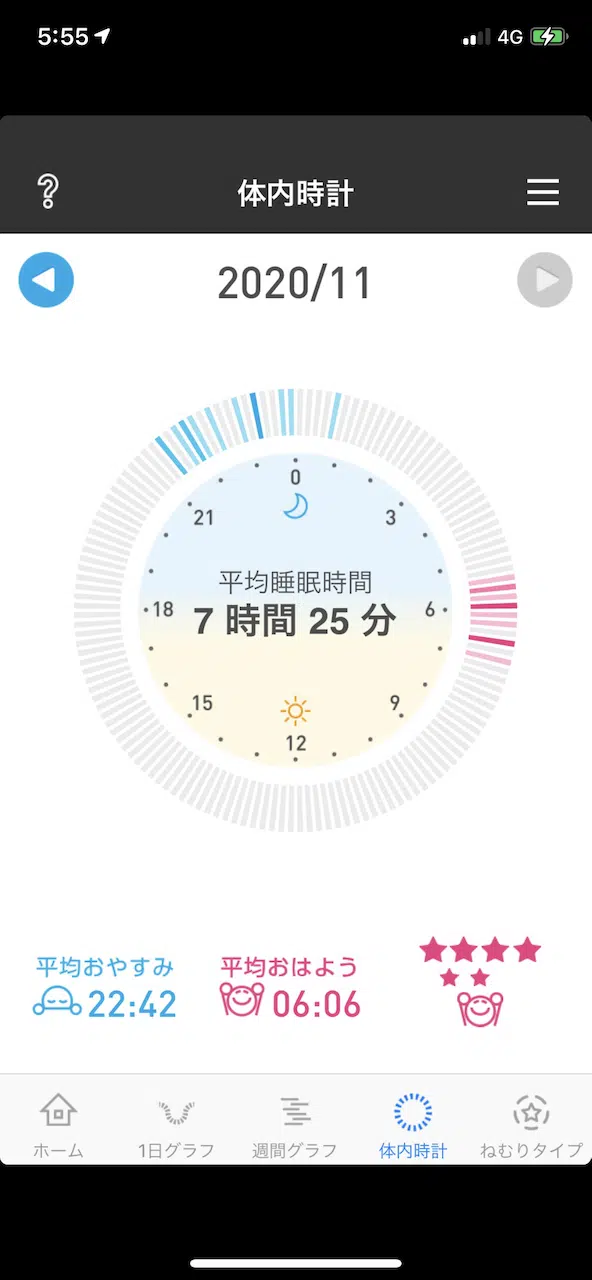 5:55
4G
?
体内時計
2020/11
0
21
3
平均睡眠時間
18
7 時間 25 分
6
15
9
12
平均おやすみ
22:42
平均おはよう
06:06
ホーム
1日グラフ
週間グラフ
体内時計
ねむりタイプ